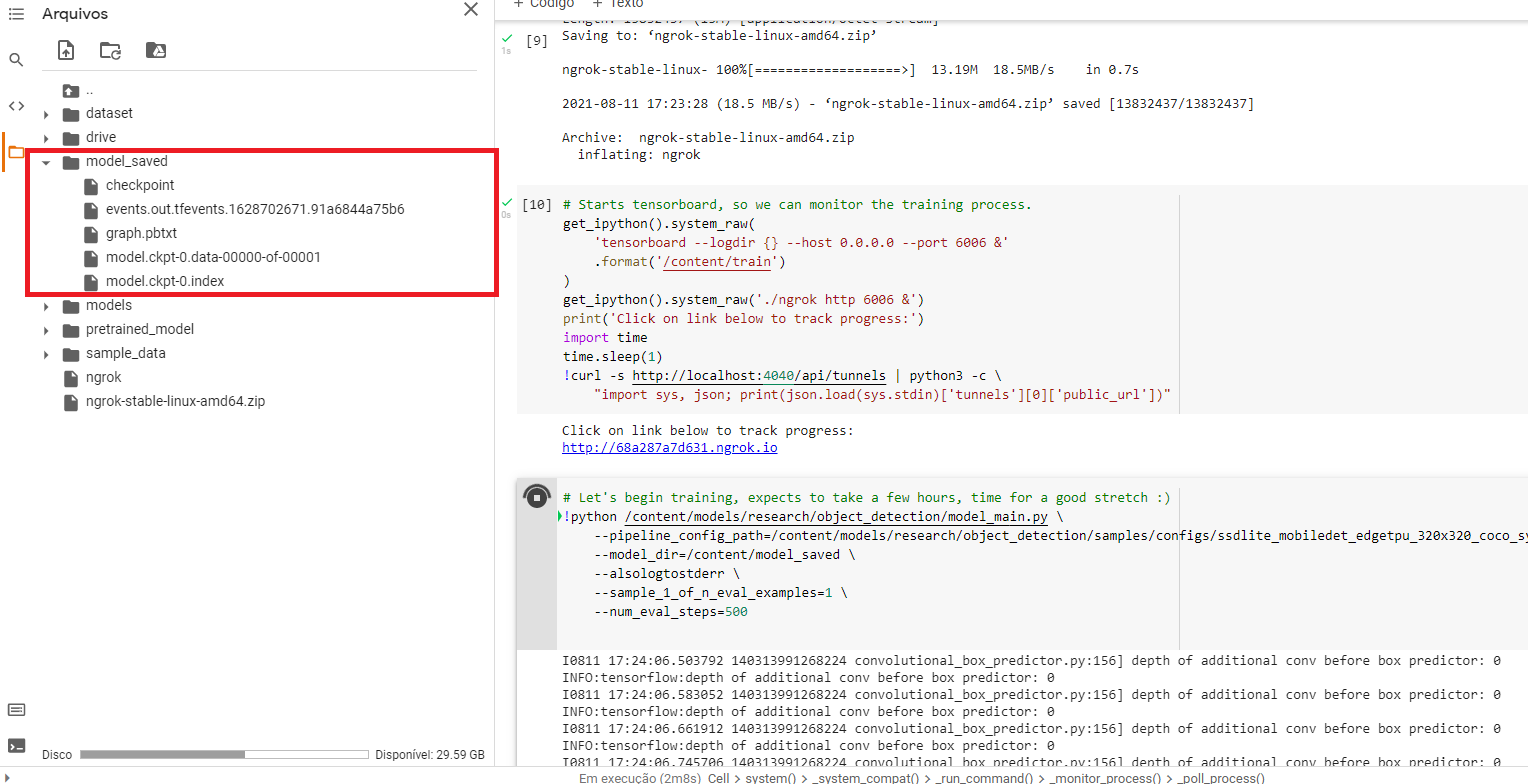 Arquivos
..
dataset
drive
model_saved
checkpoint
events.out.tfevents.1628702671.91a6844a75b6
graph.pbtxt
model.ckpt-0.data-00000-of-00001
model.ckpt-0.index
models
pretrained_model
sample_data
ngrok
ngrok-stable-linux-amd64.zip
Disco
Disponível: 29.59 GB
+ Código + Texto
Length: 13832437 (13M) [application/octet-stream]
[9]
1s
Saving to: ‘ngrok-stable-linux-amd64.zip’
ngrok-stable-linux- 100%[===================>] 13.19M 18.5MB/s in 0.7s
2021-08-11 17:23:28 (18.5 MB/s) - ‘ngrok-stable-linux-amd64.zip’ saved [13832437/13832437]
Archive: ngrok-stable-linux-amd64.zip
inflating: ngrok
[10]
0s
# Starts tensorboard, so we can monitor the training process.
get_ipython().system_raw(
'tensorboard --logdir {} --host 0.0.0.0 --port 6006 &'
.format('/content/train')
)
get_ipython().system_raw('./ngrok http 6006 &')
print('Click on link below to track progress:')
import time
time.sleep(1)
!curl -s http://localhost:4040/api/tunnels | python3 -c \
"import sys, json; print(json.load(sys.stdin)['tunnels'][0]['public_url'])"
Click on link below to track progress:
http://68a287a7d631.ngrok.io
# Let's begin training, expects to take a few hours, time for a good stretch :)
!python /content/models/research/object_detection/model_main.py \
--pipeline_config_path=/content/models/research/object_detection/samples/configs/ssdlite_mobiledet_edgetpu_320x320_coco_sy
--model_dir=/content/model_saved \
--alsologtostderr \
--sample_1_of_n_eval_examples=1 \
--num_eval_steps=500
I0811 17:24:06.503792 140313991268224 convolutional_box_predictor.py:156] depth of additional conv before box predictor: 0
INFO:tensorflow:depth of additional conv before box predictor: 0
I0811 17:24:06.583052 140313991268224 convolutional_box_predictor.py:156] depth of additional conv before box predictor: 0
INFO:tensorflow:depth of additional conv before box predictor: 0
I0811 17:24:06.661912 140313991268224 convolutional_box_predictor.py:156] depth of additional conv before box predictor: 0
INFO:tensorflow:depth of additional conv before box predictor: 0
I0811 17:24:06.745706 140313991268224 convolutional_box_predictor.py:156] depth of additional conv before box predictor: 0
Em execução (2m8s) Cell > system() > _system_compat() > _run_command() > _monitor_process() > _poll_process()